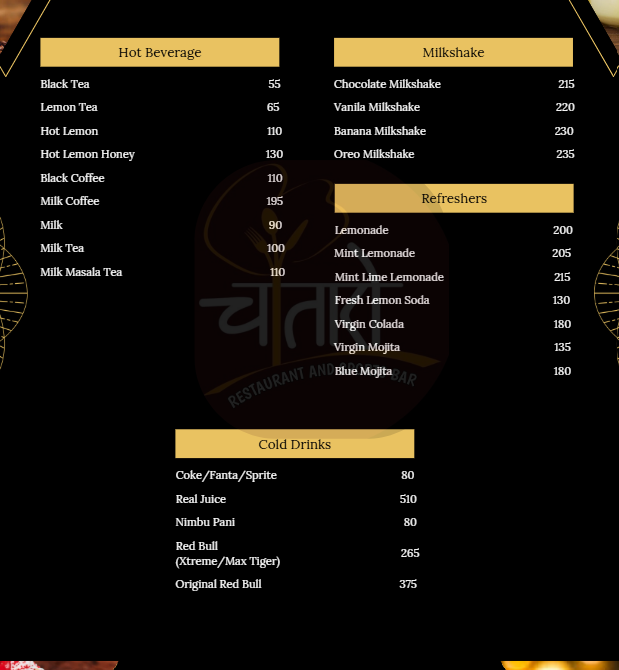 Hot Beverage
Black Tea 55
Lemon Tea 65
Hot Lemon 110
Hot Lemon Honey 130
Black Coffee 110
Milk Coffee 195
Milk 90
Milk Tea 100
Milk Masala Tea 110
Milkshake
Chocolate Milkshake 215
Vanila Milkshake 220
Banana Milkshake 230
Oreo Milkshake 235
Refreshers
Lemonade 200
Mint Lemonade 205
Mint Lime Lemonade 215
Fresh Lemon Soda 130
Virgin Colada 180
Virgin Mojita 135
Blue Mojita 180
RESTAURANT AND BAR
Cold Drinks
Coke/Fanta/Sprite 80
Real Juice 510
Nimbu Pani 80
Red Bull
(Xtreme/Max Tiger) 265
Original Red Bull 375